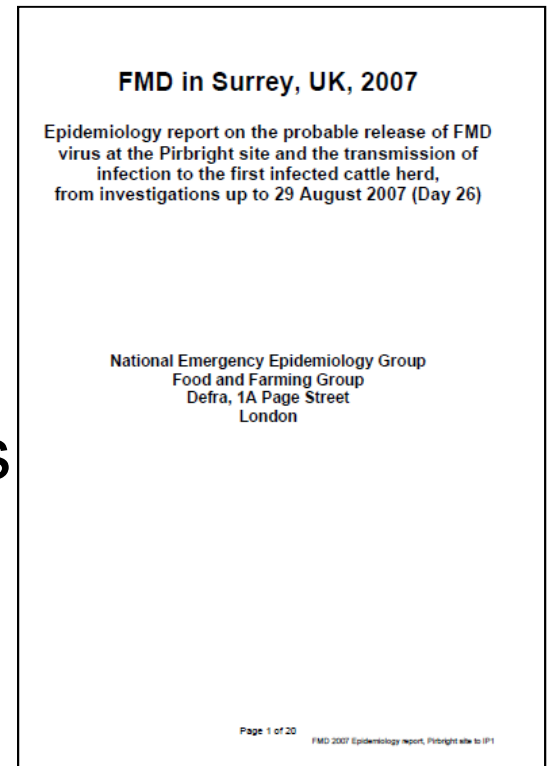 FMD in Surrey, UK, 2007
Epidemiology report on the probable release of FMD
virus at the Pirbright site and the transmission of
infection to the first infected cattle herd,
from investigations up to 29 August 2007 (Day 26)
National Emergency Epidemiology Group
Food and Farming Group
Defra, 1A Page Street
London
s
Page 1 of 20
FMD 2007 Epidemiology report, Pirbright site to IP1